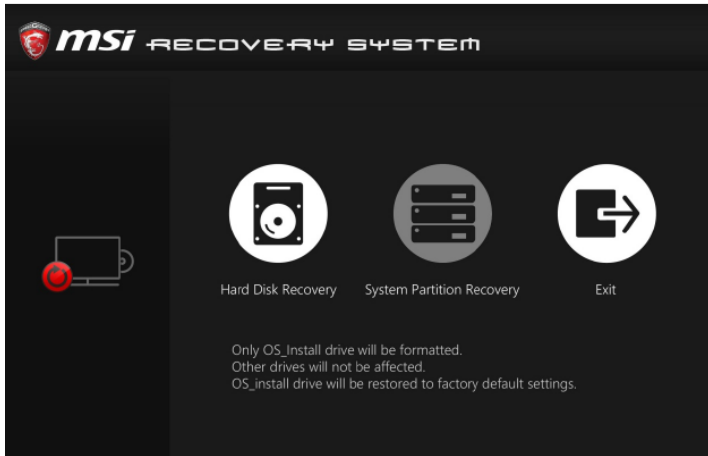 msi RECOVERY SYSTEM
Hard Disk Recovery System Partition Recovery Exit
Only OS_Install drive will be formatted.
Other drives will not be affected.
OS_install drive will be restored to factory default settings.